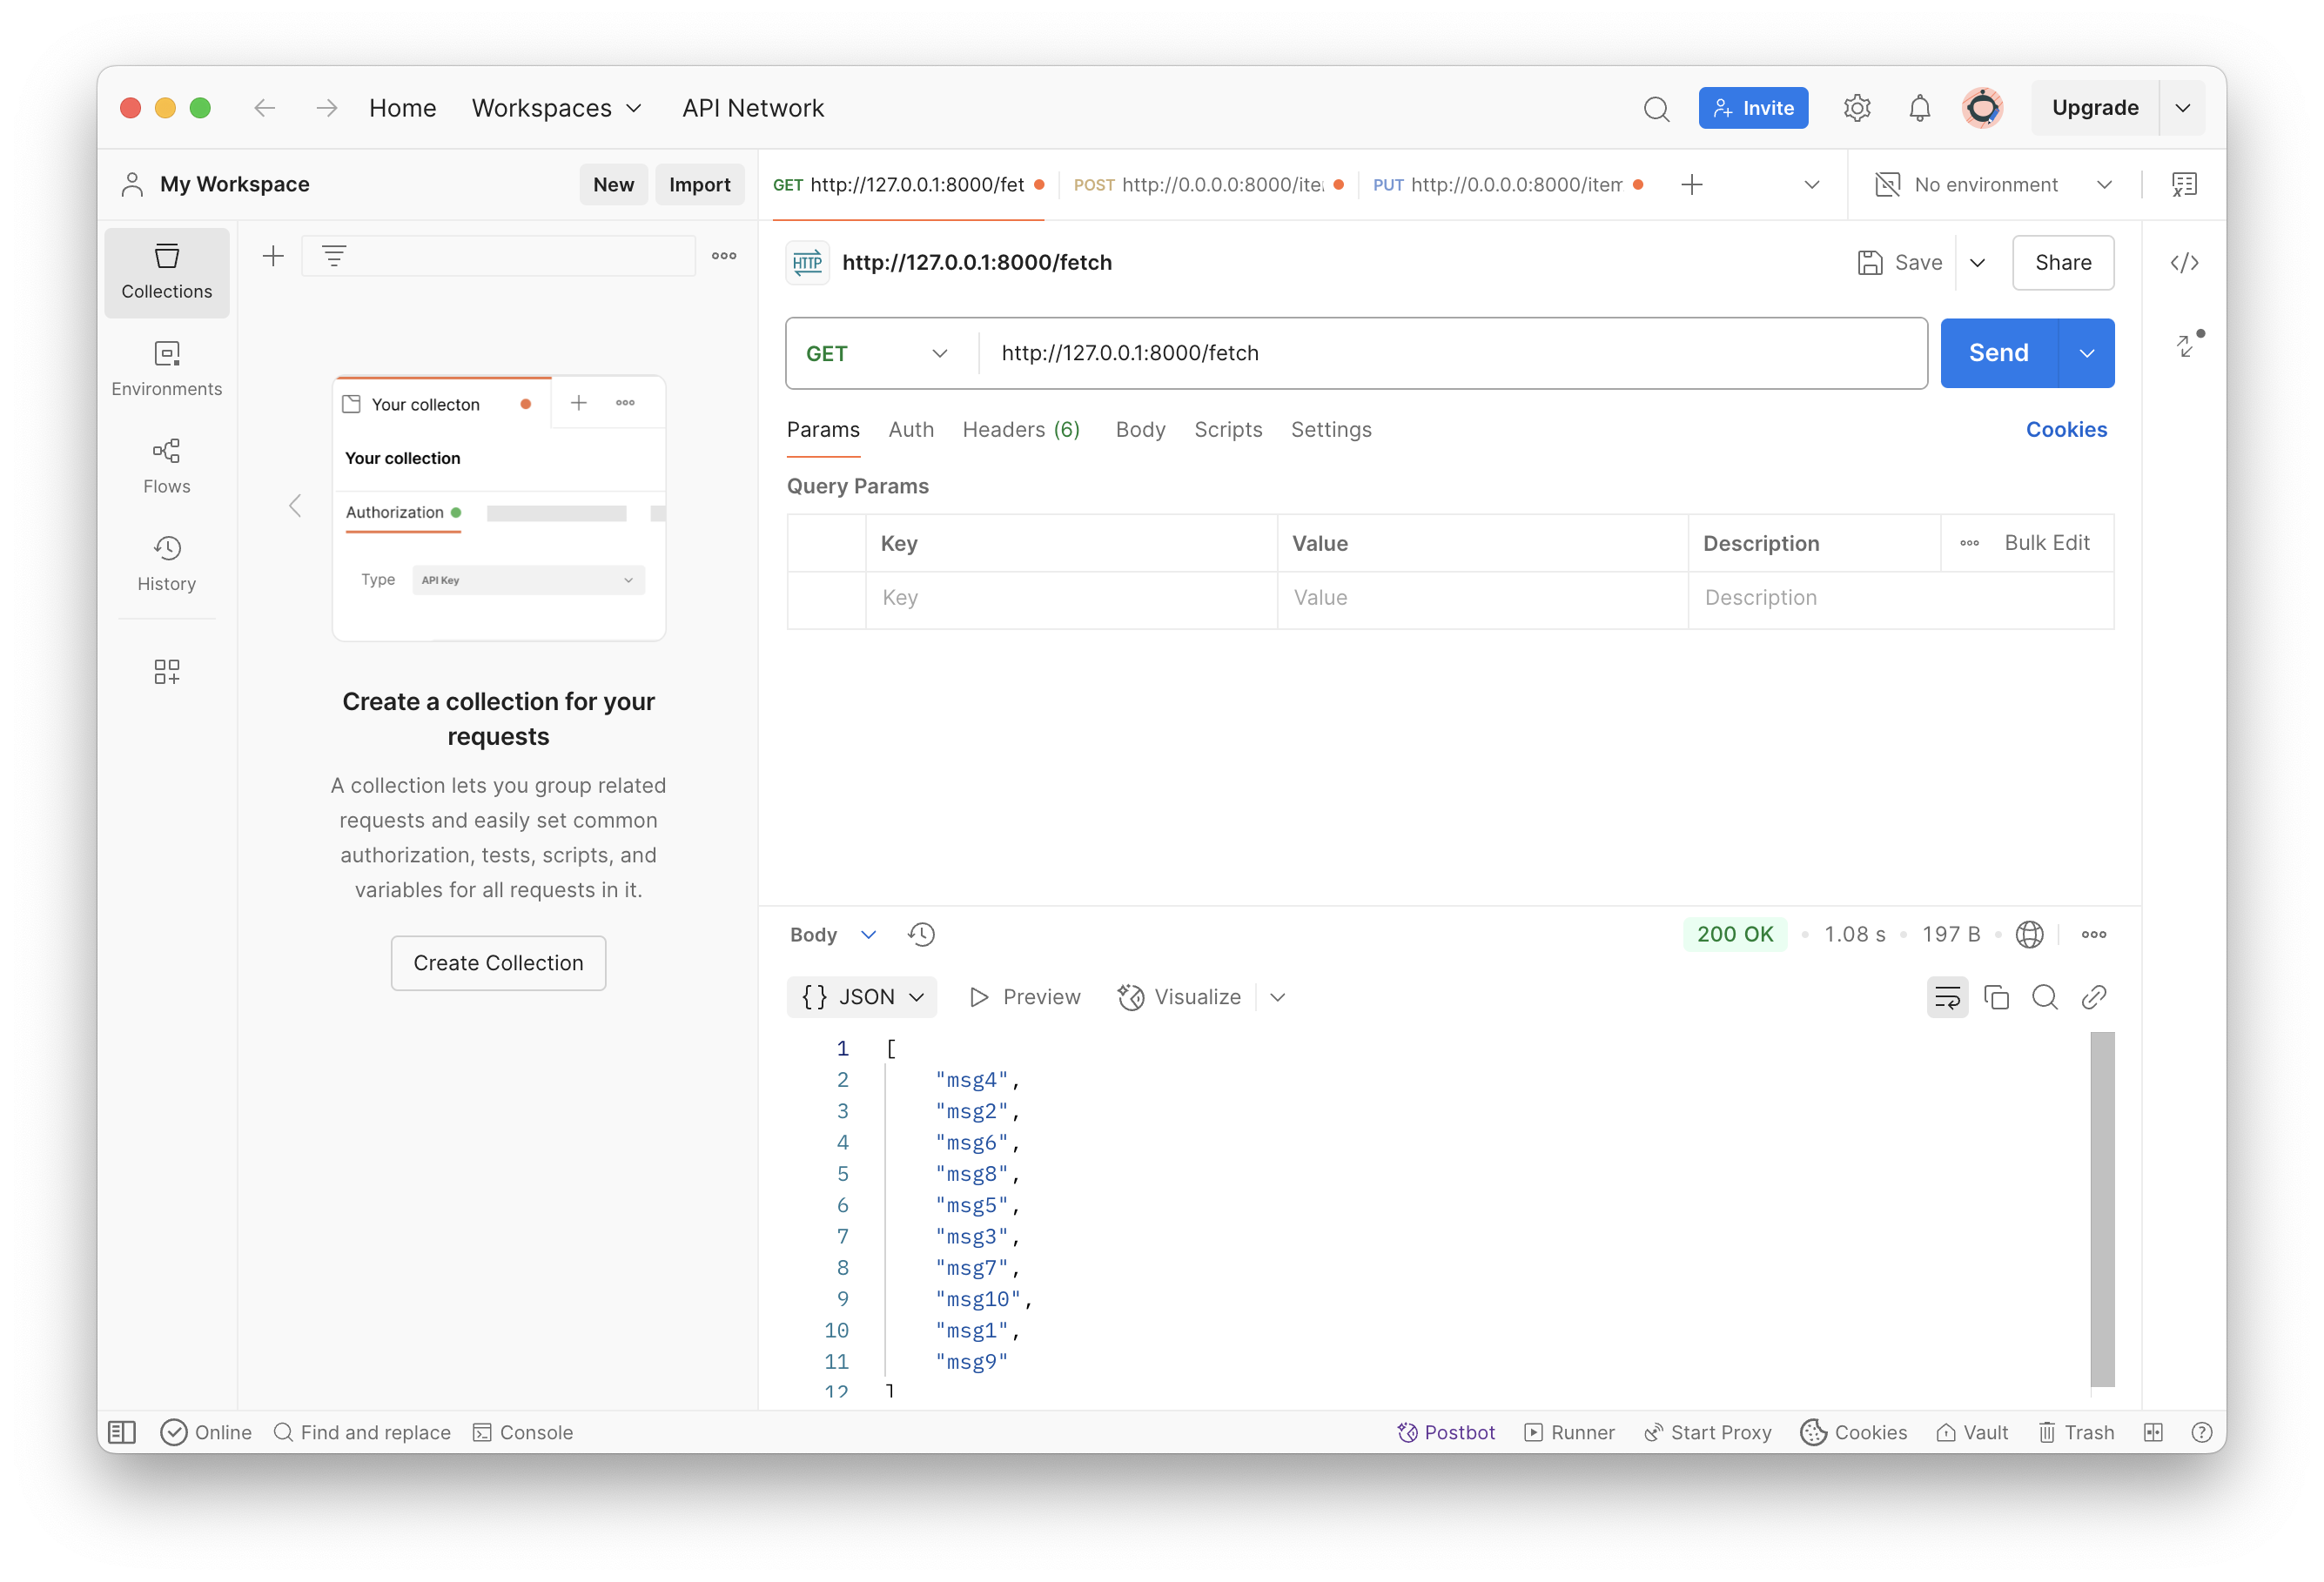 Home Workspaces API Network Invite Upgrade
My Workspace New Import
GET http://127.0.0.1:8000/fet POST http://0.0.0.0:8000/ite PUT http://0.0.0.0:8000/item No environment
Collections
Environments
Flows
History
Your collecton
Your collection
Authorization
Type API Key
Create a collection for your
requests
A collection lets you group related
requests and easily set common
authorization, tests, scripts, and
variables for all requests in it.
Create Collection
HTTP http://127.0.0.1:8000/fetch Save Share
GET http://127.0.0.1:8000/fetch Send
Params Auth Headers (6) Body Scripts Settings Cookies
Query Params
Key Value Description Bulk Edit
Key Value Description
Body 200 OK 1.08 s 197 B
{} JSON Preview Visualize
1 [
2 "msg4",
3 "msg2",
4 "msg6",
5 "msg8",
6 "msg5",
7 "msg3",
8 "msg7",
9 "msg10",
10 "msg1",
11 "msg9"
12 ]
Online Find and replace Console Postbot Runner Start Proxy Cookies Vault Trash